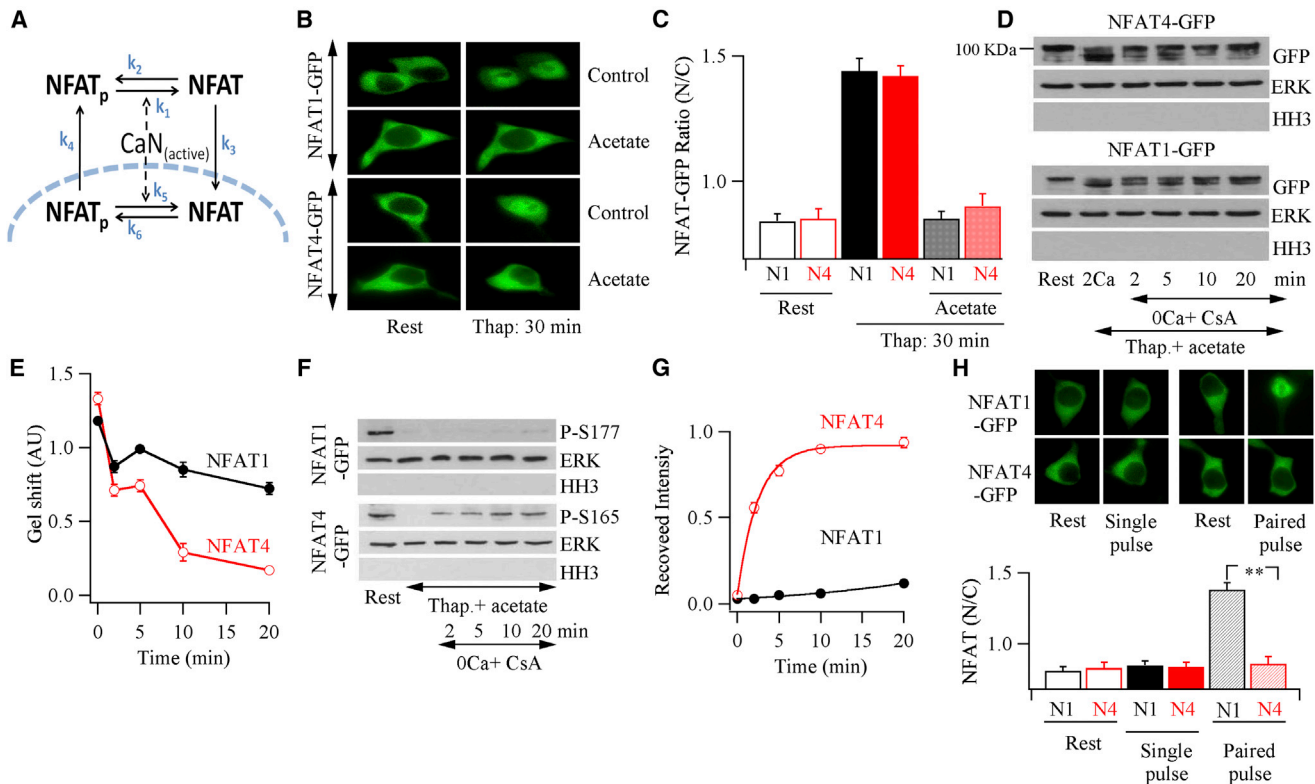 A
k₂
NFATp NFAT
k₁
k₄ CaN(active) k₃
k₅
NFATp NFAT
k₆
B
NFAT1-GFP
Control
Acetate
NFAT4-GFP
Control
Acetate
Rest Thap: 30 min
C
NFAT-GFP Ratio (N/C)
1.5
1.0
N1 N4 N1 N4 N1 N4
Rest Acetate
Thap: 30 min
D
NFAT4-GFP
100 KDa
GFP
ERK
HH3
NFAT1-GFP
GFP
ERK
HH3
Rest 2Ca 2 5 10 20 min
0Ca+ CsA
Thap.+ acetate
E
Gel shift (AU)
1.5
1.0
0.5
0.0
NFAT1
NFAT4
0 5 10 15 20
Time (min)
F
NFAT1
-GFP
P-S177
ERK
HH3
NFAT4
-GFP
P-S165
ERK
HH3
Rest
Thap.+ acetate
2 5 10 20 min
0Ca+ CsA
G
Recoveed Intensiy
1.0
0.5
0.0
NFAT4
NFAT1
0 5 10 15 20
Time (min)
H
NFAT1
-GFP
NFAT4
-GFP
Rest Single
pulse
Rest Paired
pulse
NFAT (N/C)
1.5
1.0
**
N1 N4 N1 N4 N1 N4
Rest
Single
pulse
Paired
pulse